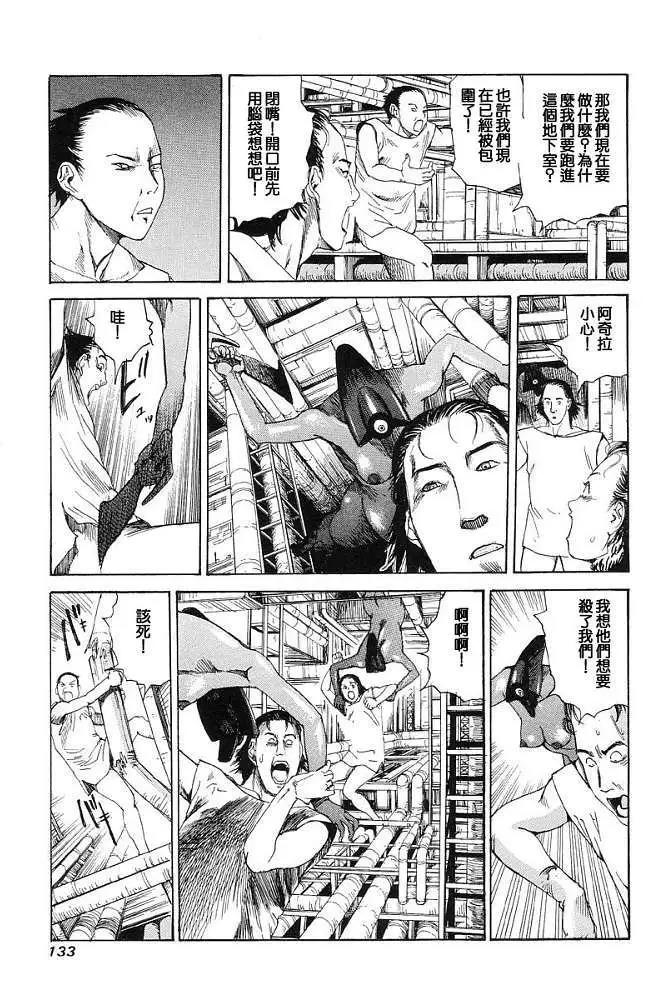 那我們現在要
做什麼？為什
麼我們要跑進
這個地下室？
也許我們現
在已經被包
圍了！
閉嘴！開口前先
用腦袋想想吧！
阿奇拉
小心！
哇！
我想他們想要
殺了我們！
啊啊啊！
該死！
133